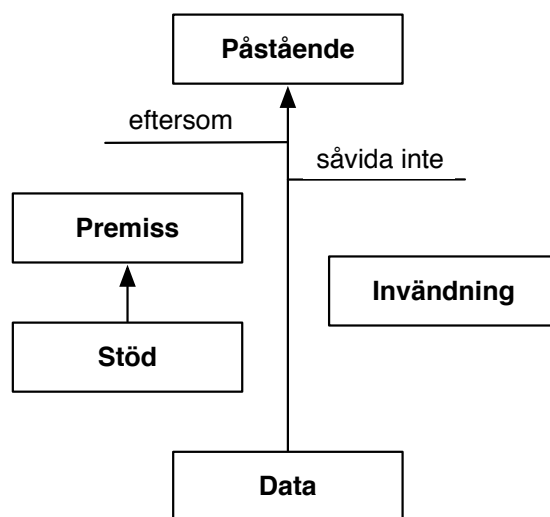 Påstående
eftersom
såvida inte
Premiss
Invändning
Stöd
Data